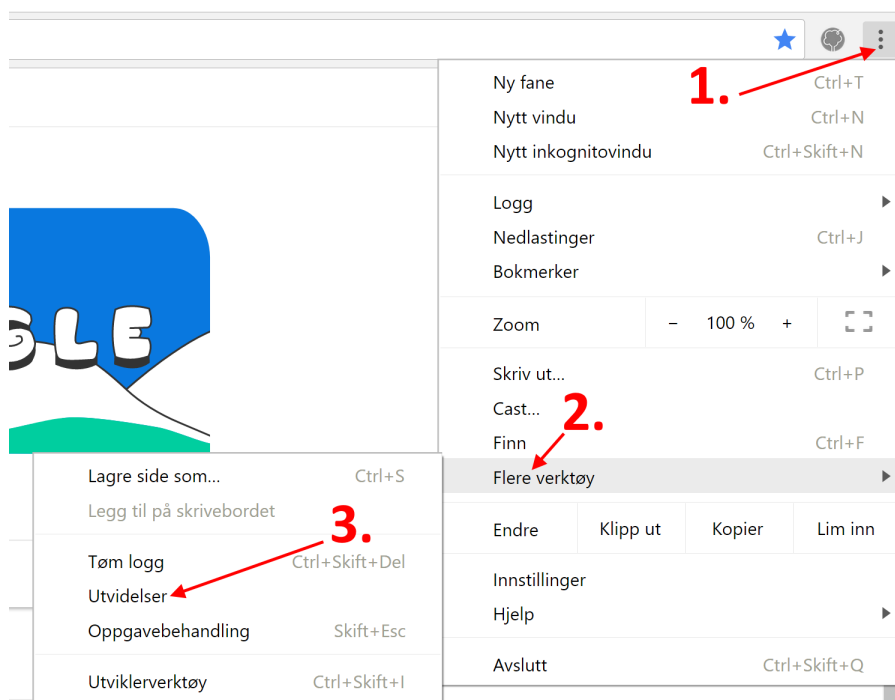 1.
Ny fane Ctrl+T
Nytt vindu Ctrl+N
Nytt inkognitovindu Ctrl+Skift+N
Logg
Nedlastinger Ctrl+J
Bokmerker
Zoom − 100 % +
Skriv ut... Ctrl+P
Cast...
2.
Finn Ctrl+F
Flere verktøy
Endre Klipp ut Kopier Lim inn
Innstillinger
Hjelp
Avslutt Ctrl+Skift+Q
GLE
Lagre side som... Ctrl+S
Legg til på skrivebordet
3.
Tøm logg Ctrl+Skift+Del
Utvidelser
Oppgavebehandling Skift+Esc
Utviklerverktøy Ctrl+Skift+I